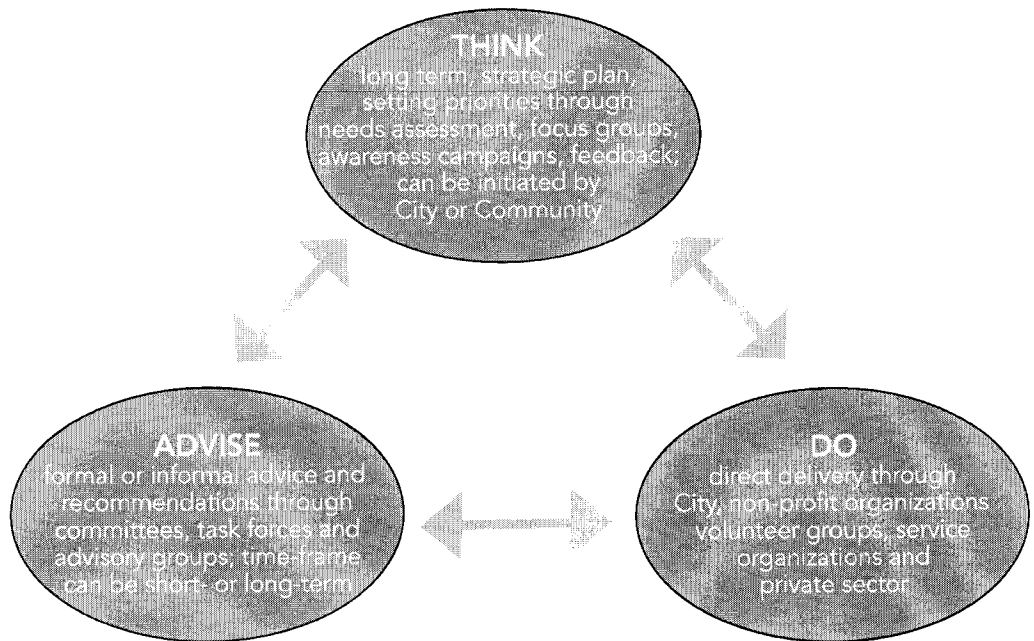 THINK
long term, strategic plan,
setting priorities through
needs assessment, focus groups,
awareness campaigns, feedback;
can be initiated by
City or Community
ADVISE
formal or informal advice and
recommendations through
committees, task forces and
advisory groups; time-frame
can be short- or long-term
DO
direct delivery through
City, non-profit organizations
volunteer groups, service
organizations and
private sector